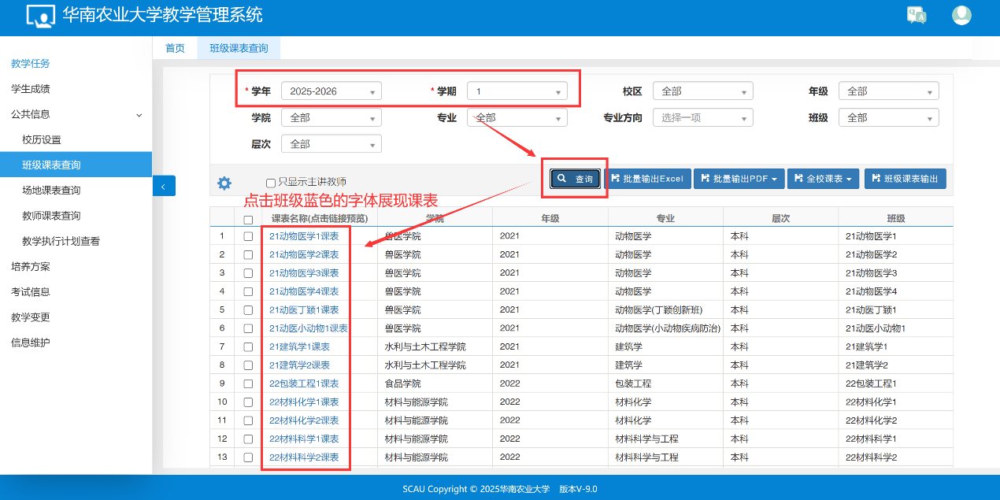 华南农业大学教学管理系统
首页 班级课表查询
教学任务
学生成绩
公共信息
校历设置
班级课表查询
场地课表查询
教师课表查询
教学执行计划查看
培养方案
考试信息
教学变更
信息维护
* 学年 2025-2026 * 学期 1 校区 全部 年级 全部
学院 全部 专业 全部 专业方向 选择一项 班级 全部
层次 全部
只显示主讲教师 查询 批量输出Excel 批量输出PDF 全校课表 班级课表输出
点击班级蓝色的字体展现课表
课表名称(点击链接预览) 学院 年级 专业 层次 班级
1 21动物医学1课表 兽医学院 2021 动物医学 本科 21动物医学1
2 21动物医学2课表 兽医学院 2021 动物医学 本科 21动物医学2
3 21动物医学3课表 兽医学院 2021 动物医学 本科 21动物医学3
4 21动物医学4课表 兽医学院 2021 动物医学 本科 21动物医学4
5 21动医丁颖1课表 兽医学院 2021 动物医学(丁颖创新班) 本科 21动医丁颖1
6 21动医小动物1课表 兽医学院 2021 动物医学(小动物疾病防治) 本科 21动医小动物1
7 21建筑学1课表 水利与土木工程学院 2021 建筑学 本科 21建筑学1
8 21建筑学2课表 水利与土木工程学院 2021 建筑学 本科 21建筑学2
9 22包装工程1课表 食品学院 2022 包装工程 本科 22包装工程1
10 22材料化学1课表 材料与能源学院 2022 材料化学 本科 22材料化学1
11 22材料化学2课表 材料与能源学院 2022 材料化学 本科 22材料化学2
12 22材料科学1课表 材料与能源学院 2022 材料科学与工程 本科 22材料科学1
13 22材料科学2课表 材料与能源学院 2022 材料科学与工程 本科 22材料科学2
SCAU Copyright © 2025华南农业大学 版本V-9.0